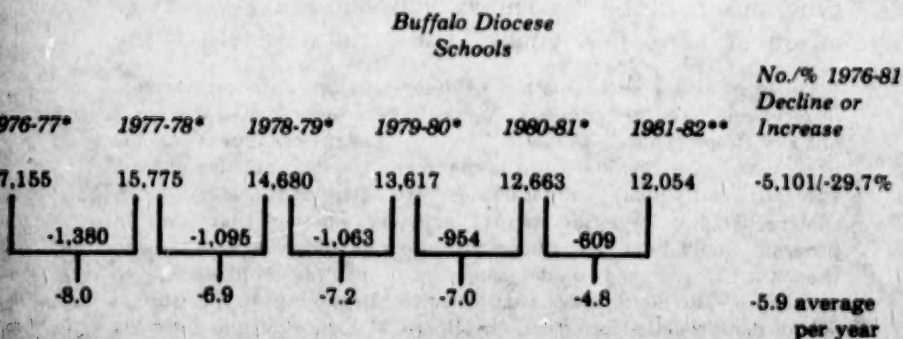 Buffalo Diocese
Schools
No./% 1976-81
Decline or
Increase
976-77* 1977-78* 1978-79* 1979-80* 1980-81* 1981-82**
7,155 15,775 14,680 13,617 12,663 12,054 -5,101/-29.7%
-1,380 -1,095 -1,063 -954 -609
-8.0 -6.9 -7.2 -7.0 -4.8 -5.9 average
per year